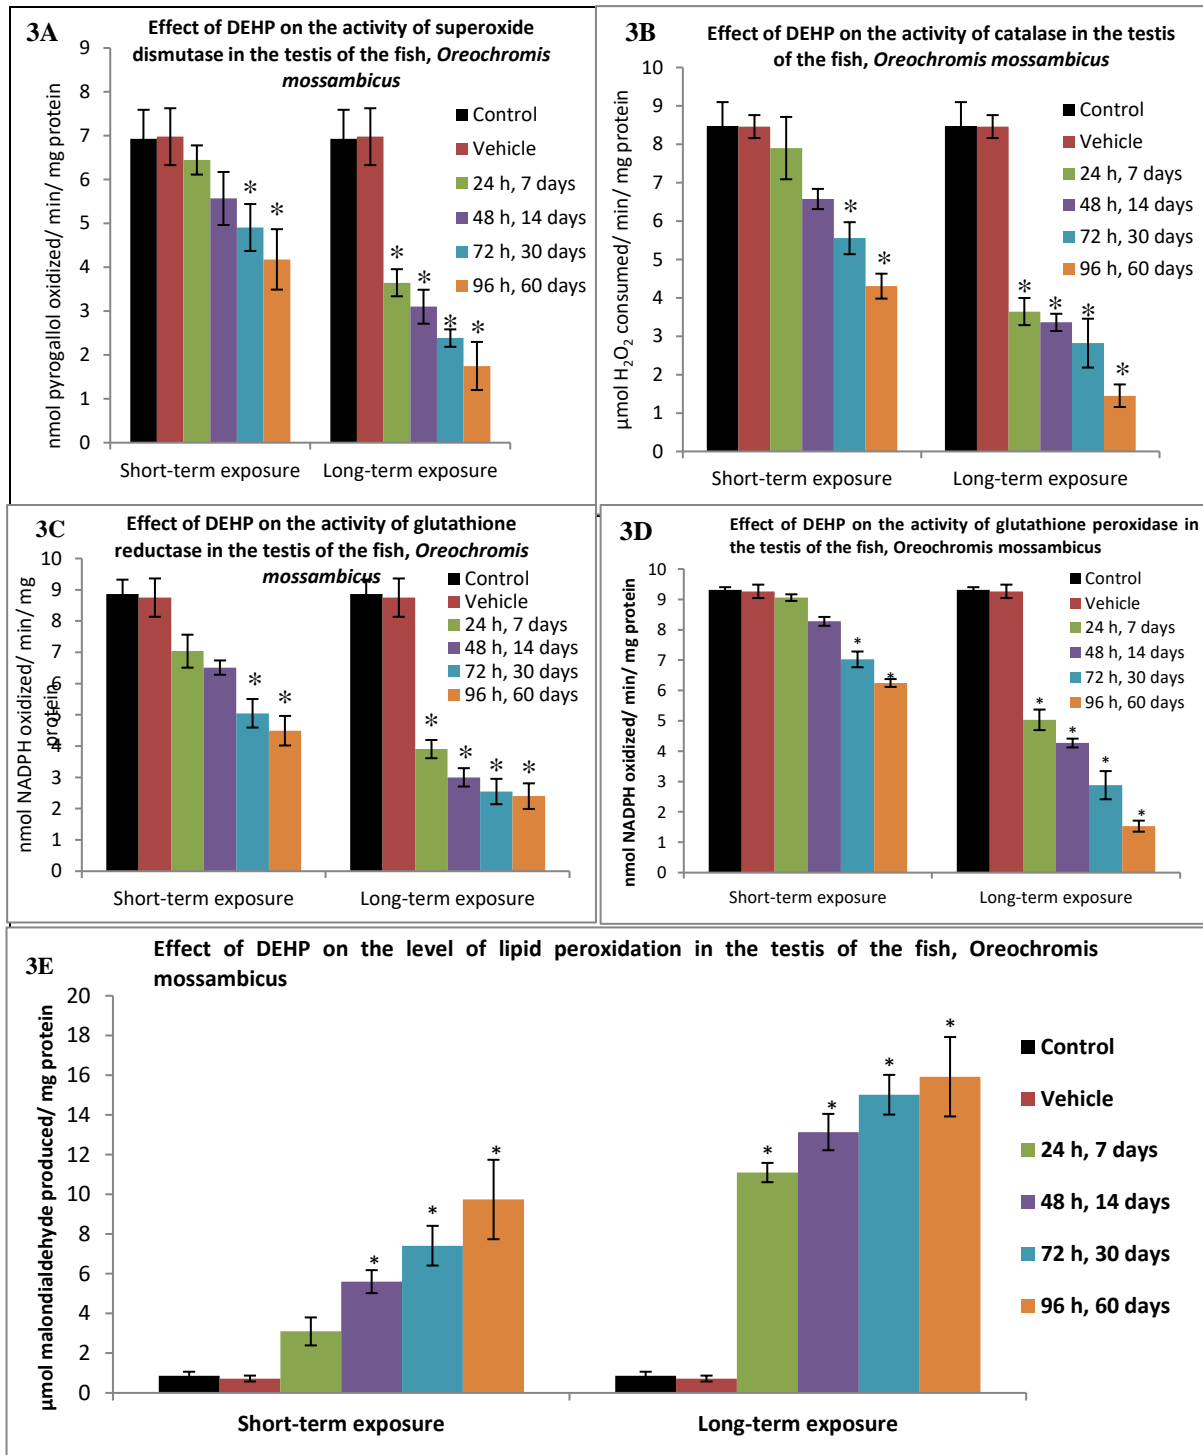 3A
Effect of DEHP on the activity of superoxide
dismutase in the testis of the fish, Oreochromis
mossambicus
nmol pyrogallol oxidized/ min/ mg protein
9
8
7
6
5
4
3
2
1
0
Control
Vehicle
24 h, 7 days
48 h, 14 days
72 h, 30 days
96 h, 60 days
* * * * * *
Short-term exposure Long-term exposure
3B
Effect of DEHP on the activity of catalase in the testis
of the fish, Oreochromis mossambicus
µmol H₂O₂ consumed/ min/ mg protein
10
9
8
7
6
5
4
3
2
1
0
Control
Vehicle
24 h, 7 days
48 h, 14 days
72 h, 30 days
96 h, 60 days
* * * * * *
Short-term exposure Long-term exposure
3C
Effect of DEHP on the activity of glutathione
reductase in the testis of the fish, Oreochromis
mossambicus
nmol NADPH oxidized/ min/ mg
protein
10
9
8
7
6
5
4
3
2
1
0
Control
Vehicle
24 h, 7 days
48 h, 14 days
72 h, 30 days
96 h, 60 days
* * * * * *
Short-term exposure Long-term exposure
3D
Effect of DEHP on the activity of glutathione peroxidase in
the testis of the fish, Oreochromis mossambicus
nmol NADPH oxidized/ min/ mg protein
10
9
8
7
6
5
4
3
2
1
0
Control
Vehicle
24 h, 7 days
48 h, 14 days
72 h, 30 days
96 h, 60 days
* * * * * *
Short-term exposure Long-term exposure
3E
Effect of DEHP on the level of lipid peroxidation in the testis of the fish, Oreochromis
mossambicus
µmol malondialdehyde produced/ mg protein
20
18
16
14
12
10
8
6
4
2
0
* * * * * * *
Control
Vehicle
24 h, 7 days
48 h, 14 days
72 h, 30 days
96 h, 60 days
Short-term exposure Long-term exposure